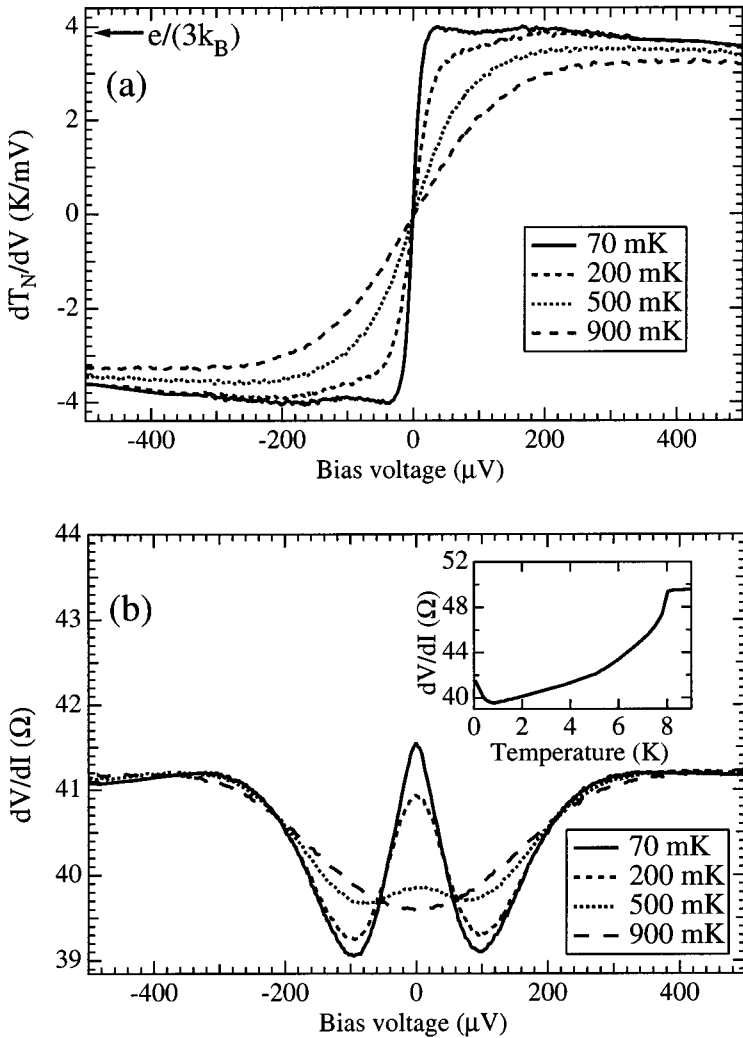 4
e/(3k_B)
(a)
2
0
-2
-4
dT_N/dV (K/mV)
70 mK
200 mK
500 mK
900 mK
-400 -200 0 200 400
Bias voltage (μV)
44
43
42
41
40
39
dV/dI (Ω)
(b)
52
48
44
40
dV/dI (Ω)
0 2 4 6 8
Temperature (K)
70 mK
200 mK
500 mK
900 mK
-400 -200 0 200 400
Bias voltage (μV)